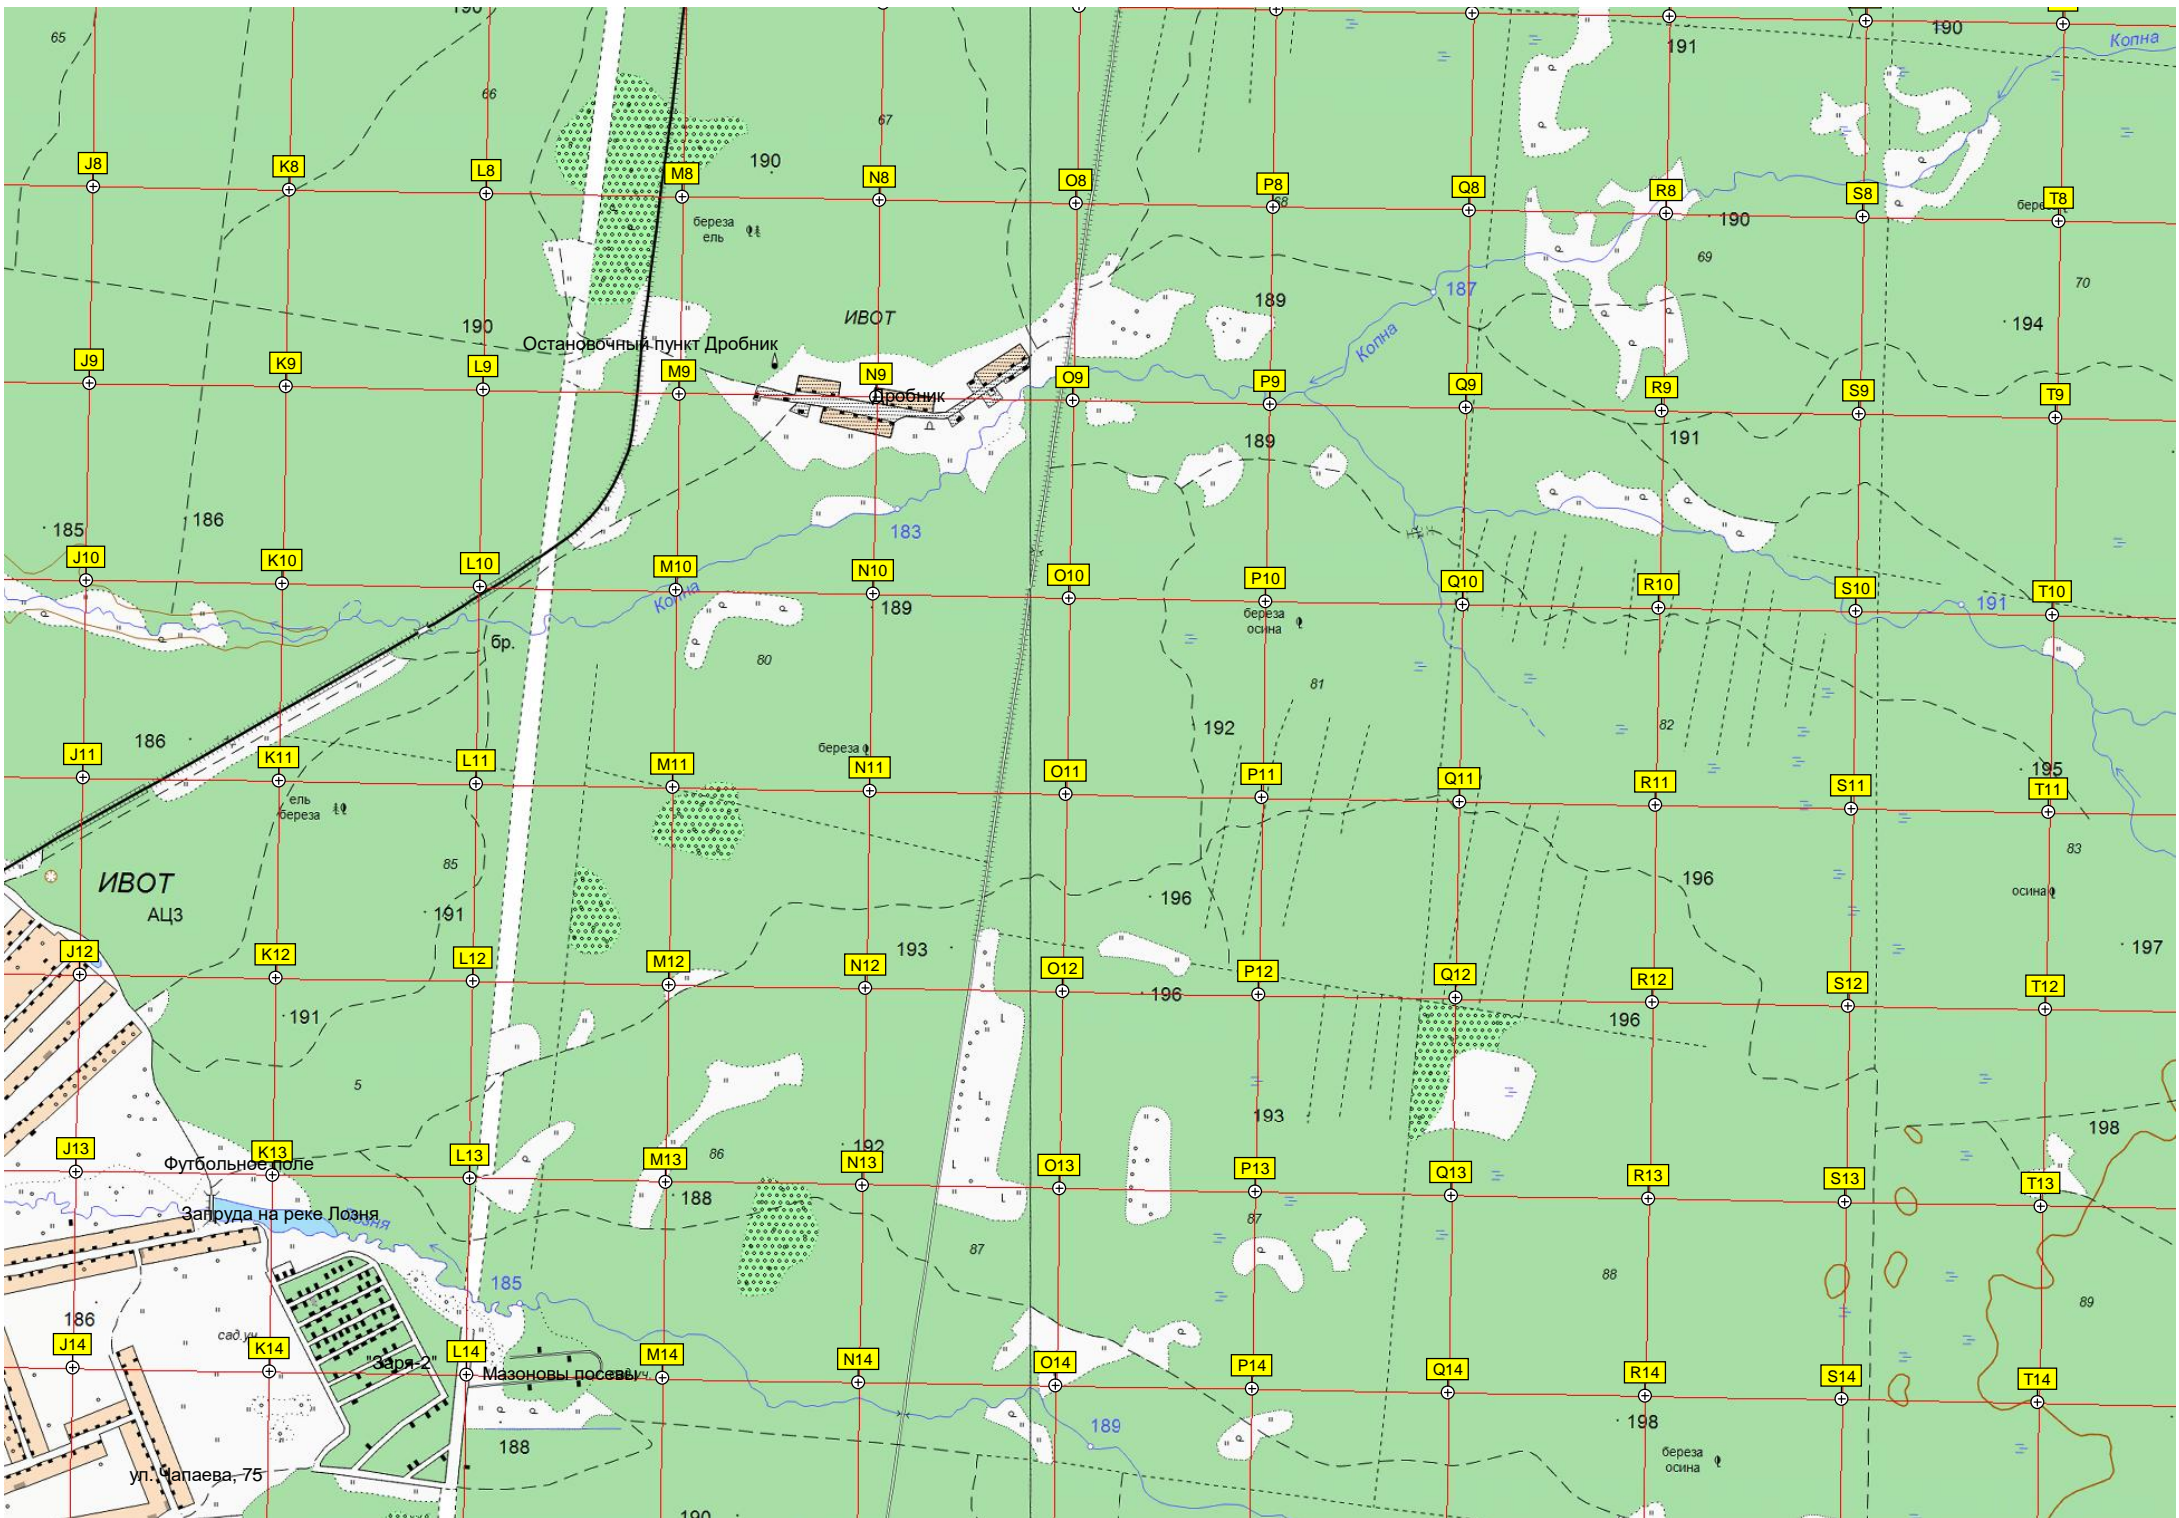 190
65
191
190
Копна
66
67
190
J8
K8
L8
M8
N8
O8
P8
Q8
R8
S8
T8
68
190
береза
ель
69
70
187
189
194
ИВОТ
190
Остановочный пункт Дробник
Копна
J9
K9
L9
M9
N9
O9
P9
Q9
R9
S9
T9
Дробник
189
191
185
186
183
J10
K10
L10
M10
N10
O10
P10
Q10
R10
S10
T10
Копна
189
191
береза
осина
бр.
80
81
82
192
186
береза
195
J11
K11
L11
M11
N11
O11
P11
Q11
R11
S11
T11
ель
береза
85
83
ИВОТ
АЦЗ
191
196
196
осина
193
197
J12
K12
L12
M12
N12
O12
P12
Q12
R12
S12
T12
196
191
196
5
193
198
192
86
J13
K13
L13
M13
N13
O13
P13
Q13
R13
S13
T13
Футбольное поле
188
Запруда на реке Лозня
87
87
185
88
89
186
сад.уч.
J14
K14
L14
M14
N14
O14
P14
Q14
R14
S14
T14
"Заря-2"
Мазоновы посевы
188
189
198
береза
осина
ул. Чапаева, 75
190